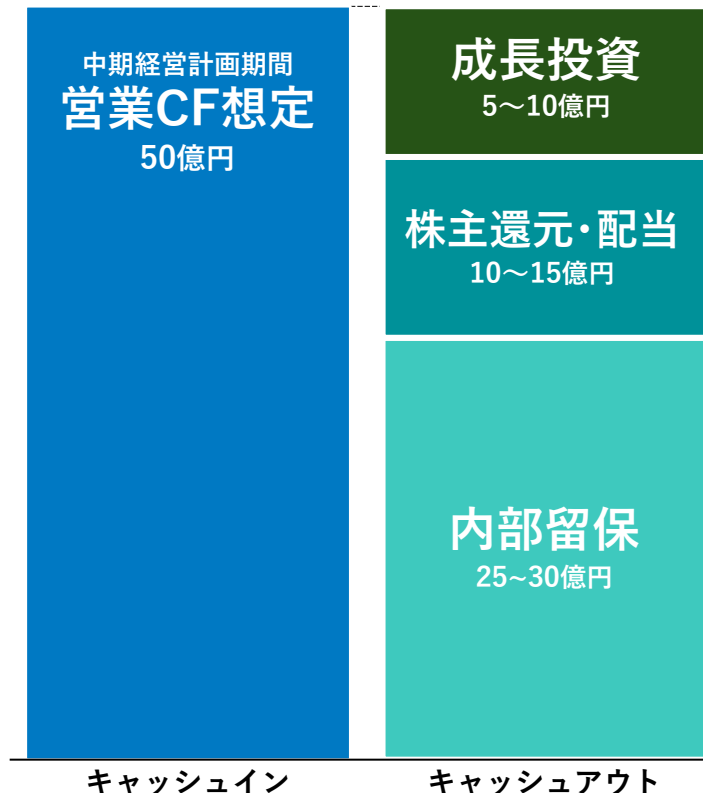 中期経営計画期間
営業CF想定
50億円
成長投資
5～10億円
株主還元・配当
10～15億円
内部留保
25~30億円
キャッシュイン
キャッシュアウト